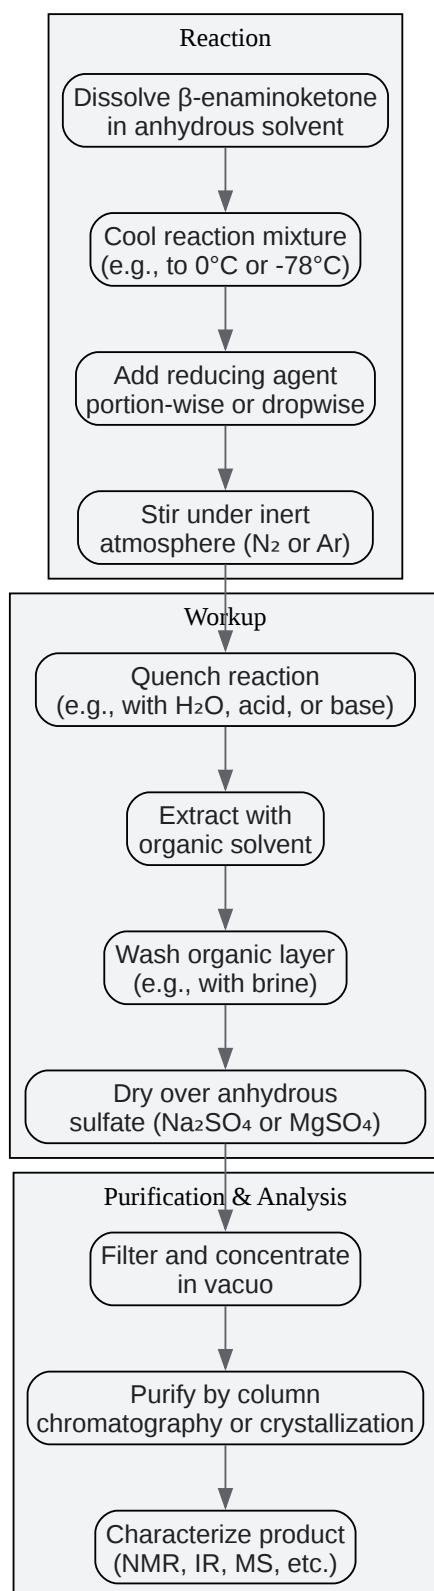 Reaction
Dissolve β-enaminoketone
in anhydrous solvent
Cool reaction mixture
(e.g., to 0°C or -78°C)
Add reducing agent
portion-wise or dropwise
Stir under inert
atmosphere (N₂ or Ar)
Workup
Quench reaction
(e.g., with H₂O, acid, or base)
Extract with
organic solvent
Wash organic layer
(e.g., with brine)
Dry over anhydrous
sulfate (Na₂SO₄ or MgSO₄)
Purification & Analysis
Filter and concentrate
in vacuo
Purify by column
chromatography or crystallization
Characterize product
(NMR, IR, MS, etc.)